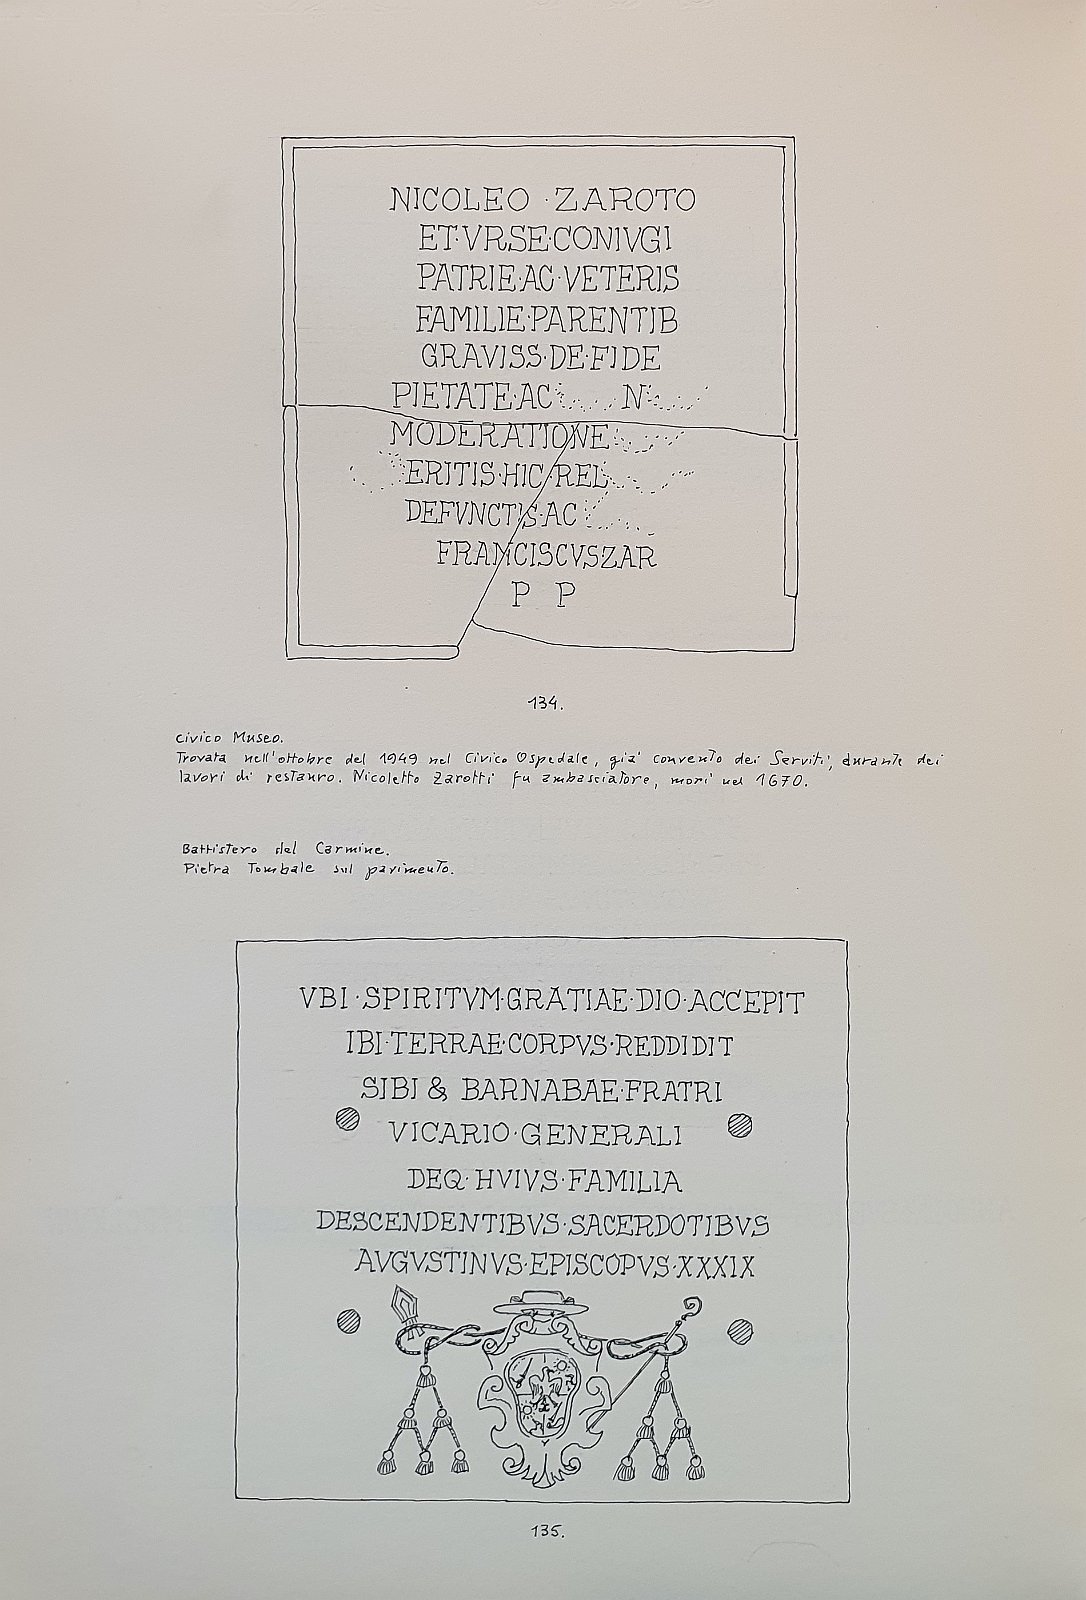 NICOLEO · ZAROTO
ET·VRSE·CONIVGI
PATRIE·AC·VETERIS
FAMILIE·PARENTIB
GRAVISS·DE·FIDE
PIETATE·AC N
MODERATIONE
ERITIS·HIC·REL
DEFVNCTIS·AC
FRANCISCVSZAR
P P
134.
Civico Museo.
Trovata nell'ottobre del 1949 nel Civico Ospedale, già convento dei Serviti, durante dei
lavori di restauro. Nicoletto Zarotti fu ambasciatore, morì nel 1670.
Battistero del Carmine.
Pietra Tombale sul pavimento.
VBI·SPIRITVM·GRATIAE·DIO·ACCEPIT
IBI·TERRAE·CORPVS·REDDIDIT
SIBI & BARNABAE·FRATRI
VICARIO·GENERALI
DEQ·HVIVS·FAMILIA
DESCENDENTIBVS·SACERDOTIBVS
AVGVSTINVS·EPISCOPVS·XXXIX
135.